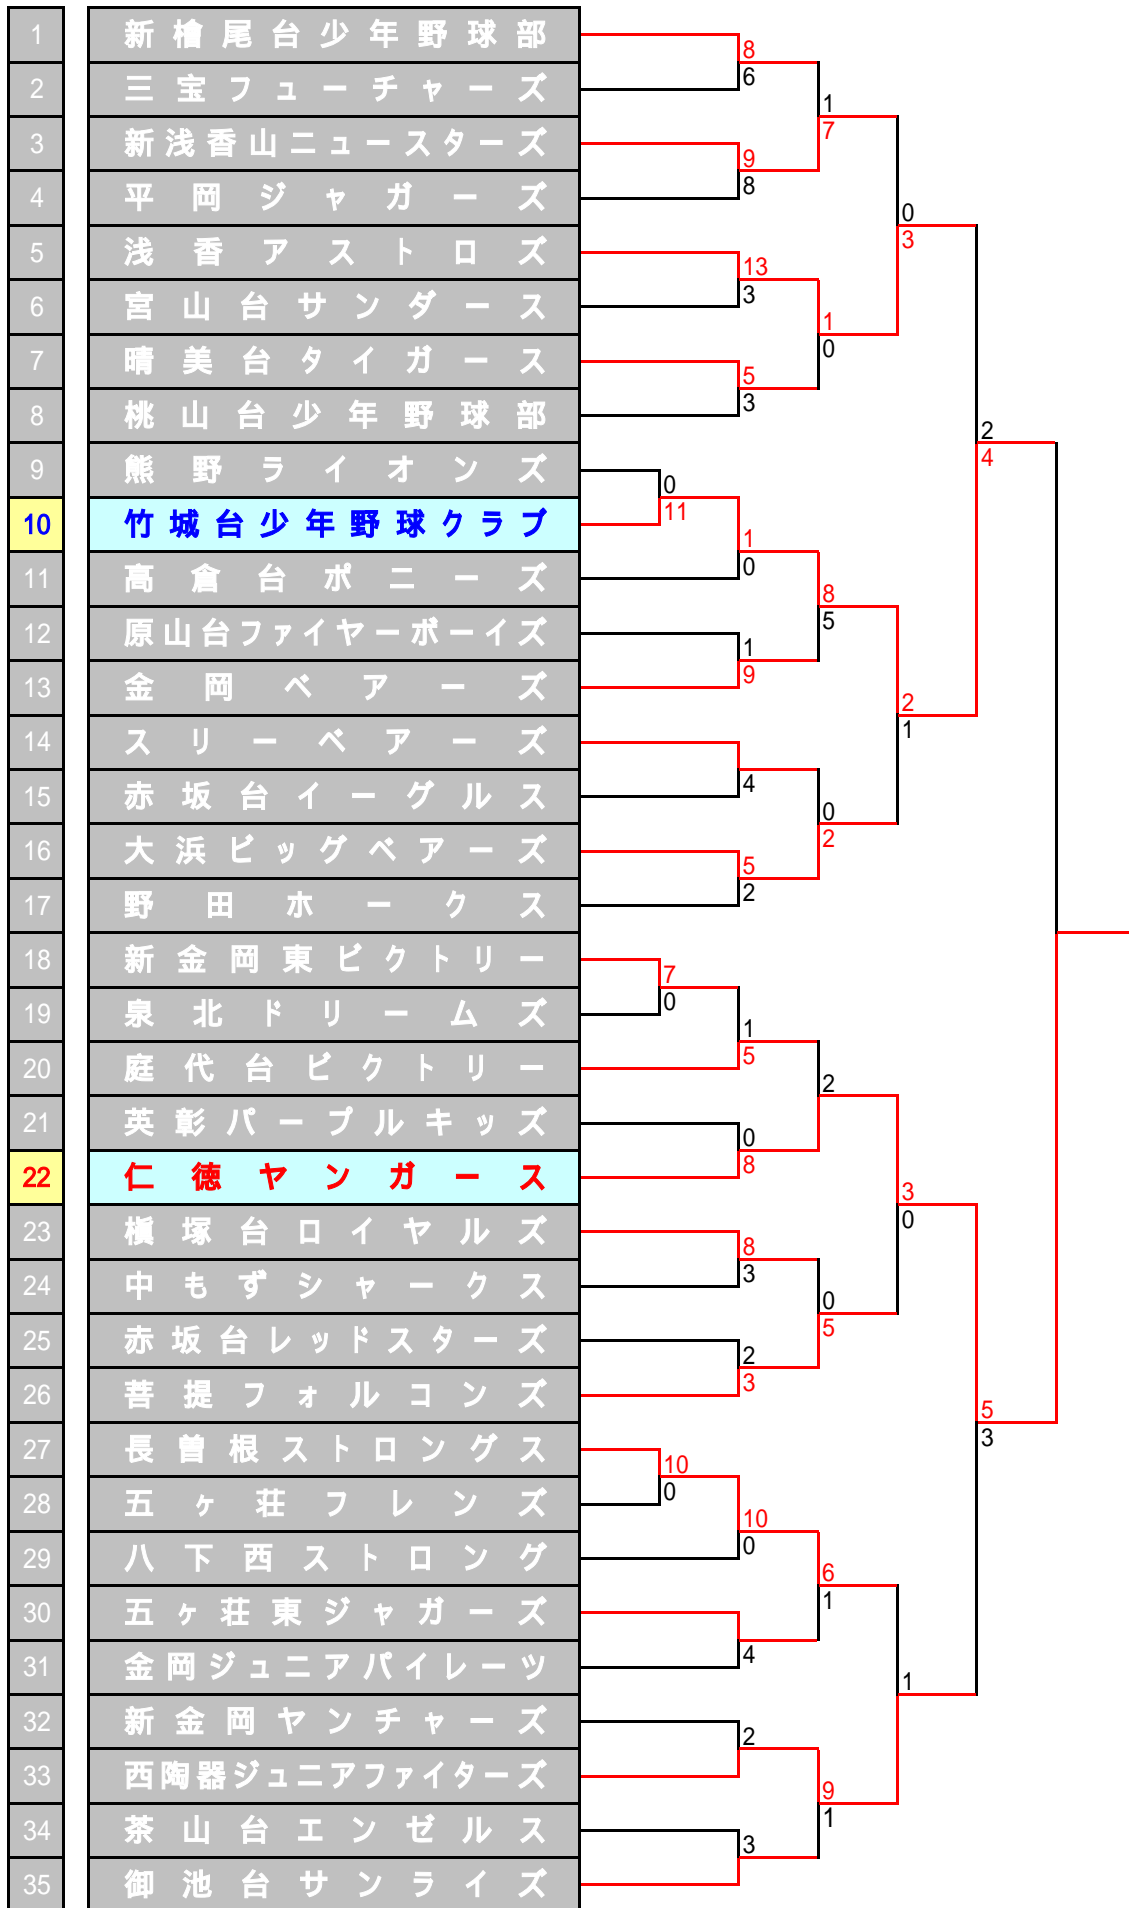 1 新檜尾台少年野球部
2 三宝フューチャーズ
3 新浅香山ニュースターズ
4 平岡ジャガーズ
5 浅香アストロズ
6 宮山台サンダース
7 晴美台タイガース
8 桃山台少年野球部
9 熊野ライオンズ
10 竹城台少年野球クラブ
11 高倉台ポニーズ
12 原山台ファイヤーボーイズ
13 金岡ベアーズ
14 スリーベアーズ
15 赤坂台イーグルス
16 大浜ビッグベアーズ
17 野田ホークス
18 新金岡東ビクトリー
19 泉北ドリームズ
20 庭代台ビクトリー
21 英彰パープルキッズ
22 仁徳ヤンガース
23 槇塚台ロイヤルズ
24 中もずシャークス
25 赤坂台レッドスターズ
26 菩提フォルコンズ
27 長曽根ストロングス
28 五ヶ荘フレンズ
29 八下西ストロング
30 五ヶ荘東ジャガーズ
31 金岡ジュニアパイレーツ
32 新金岡ヤンチャーズ
33 西陶器ジュニアファイターズ
34 茶山台エンゼルス
35 御池台サンライズ
0
11
7
0
10
0
8
6
9
8
13
3
5
3
1
0
1
9
4
5
2
1
5
0
8
8
3
2
3
10
0
4
2
3
1
7
1
0
8
5
0
2
2
0
5
6
1
9
1
0
3
2
1
3
0
1
2
4
5
3